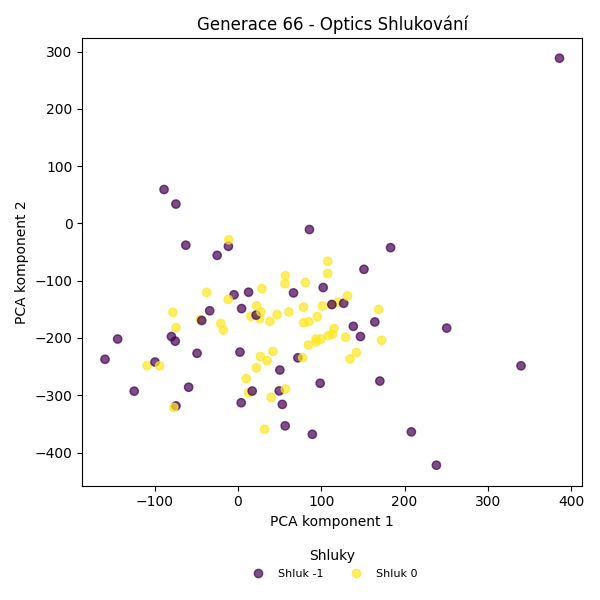 Generace 66 - Optics Shlukování
PCA komponent 2
300
200
100
0
−100
−200
−300
−400
−100
0
100
200
300
400
PCA komponent 1
Shluky
Shluk -1
Shluk 0